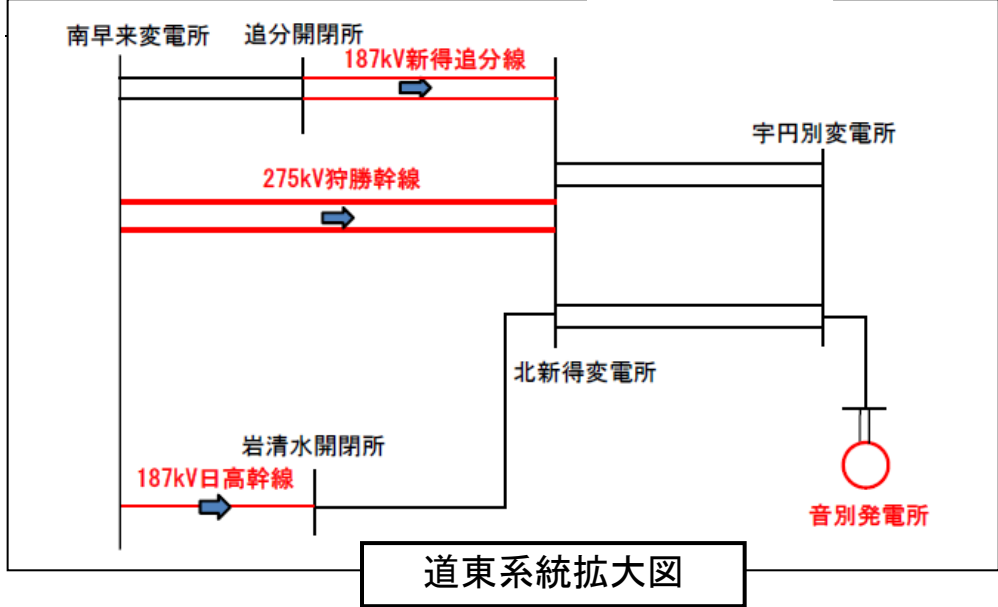 南早来変電所
追分開閉所
187kV新得追分線
宇円別変電所
275kV狩勝幹線
北新得変電所
岩清水開閉所
187kV日高幹線
音別発電所
道東系統拡大図